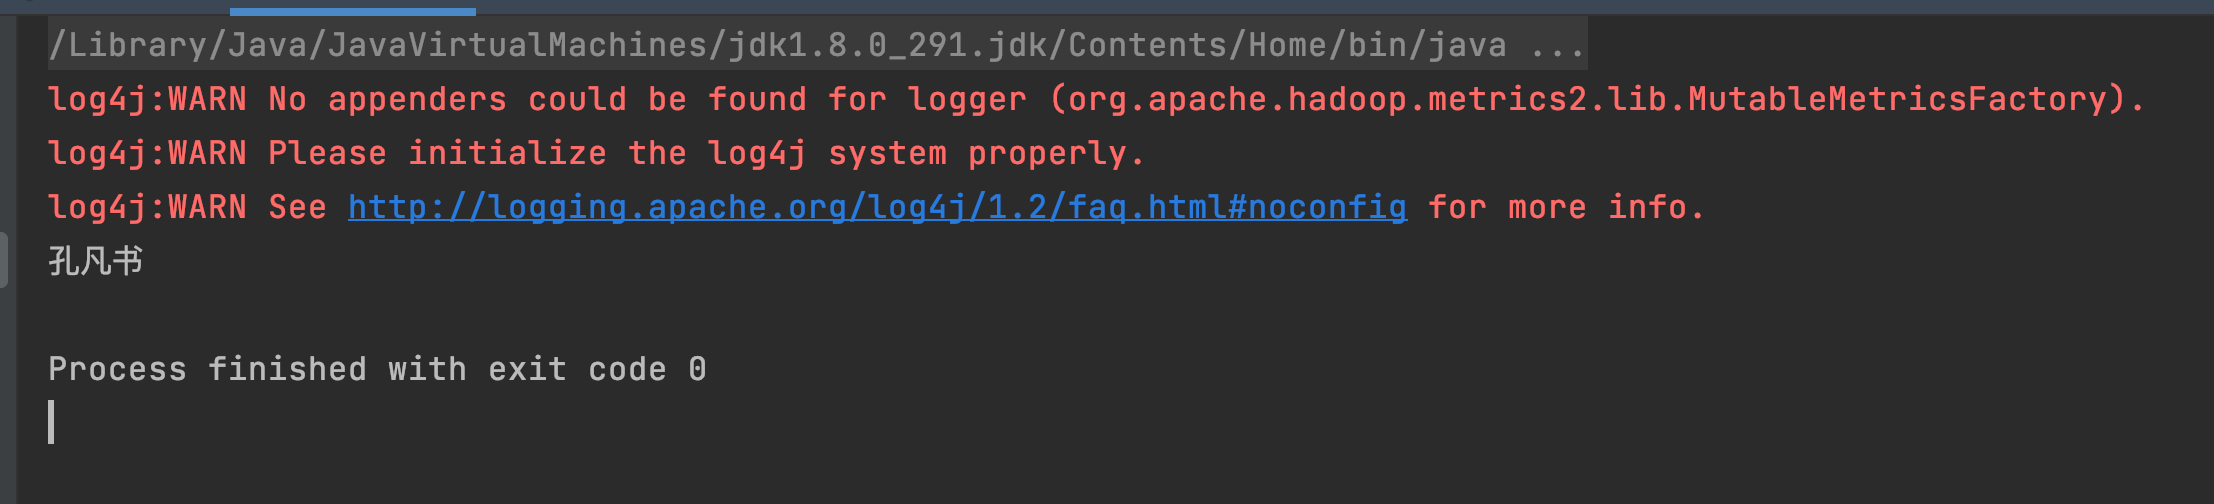 /Library/Java/JavaVirtualMachines/jdk1.8.0_291.jdk/Contents/Home/bin/java ...
log4j:WARN No appenders could be found for logger (org.apache.hadoop.metrics2.lib.MutableMetricsFactory).
log4j:WARN Please initialize the log4j system properly.
log4j:WARN See http://logging.apache.org/log4j/1.2/faq.html#noconfig for more info.
孔凡书
Process finished with exit code 0